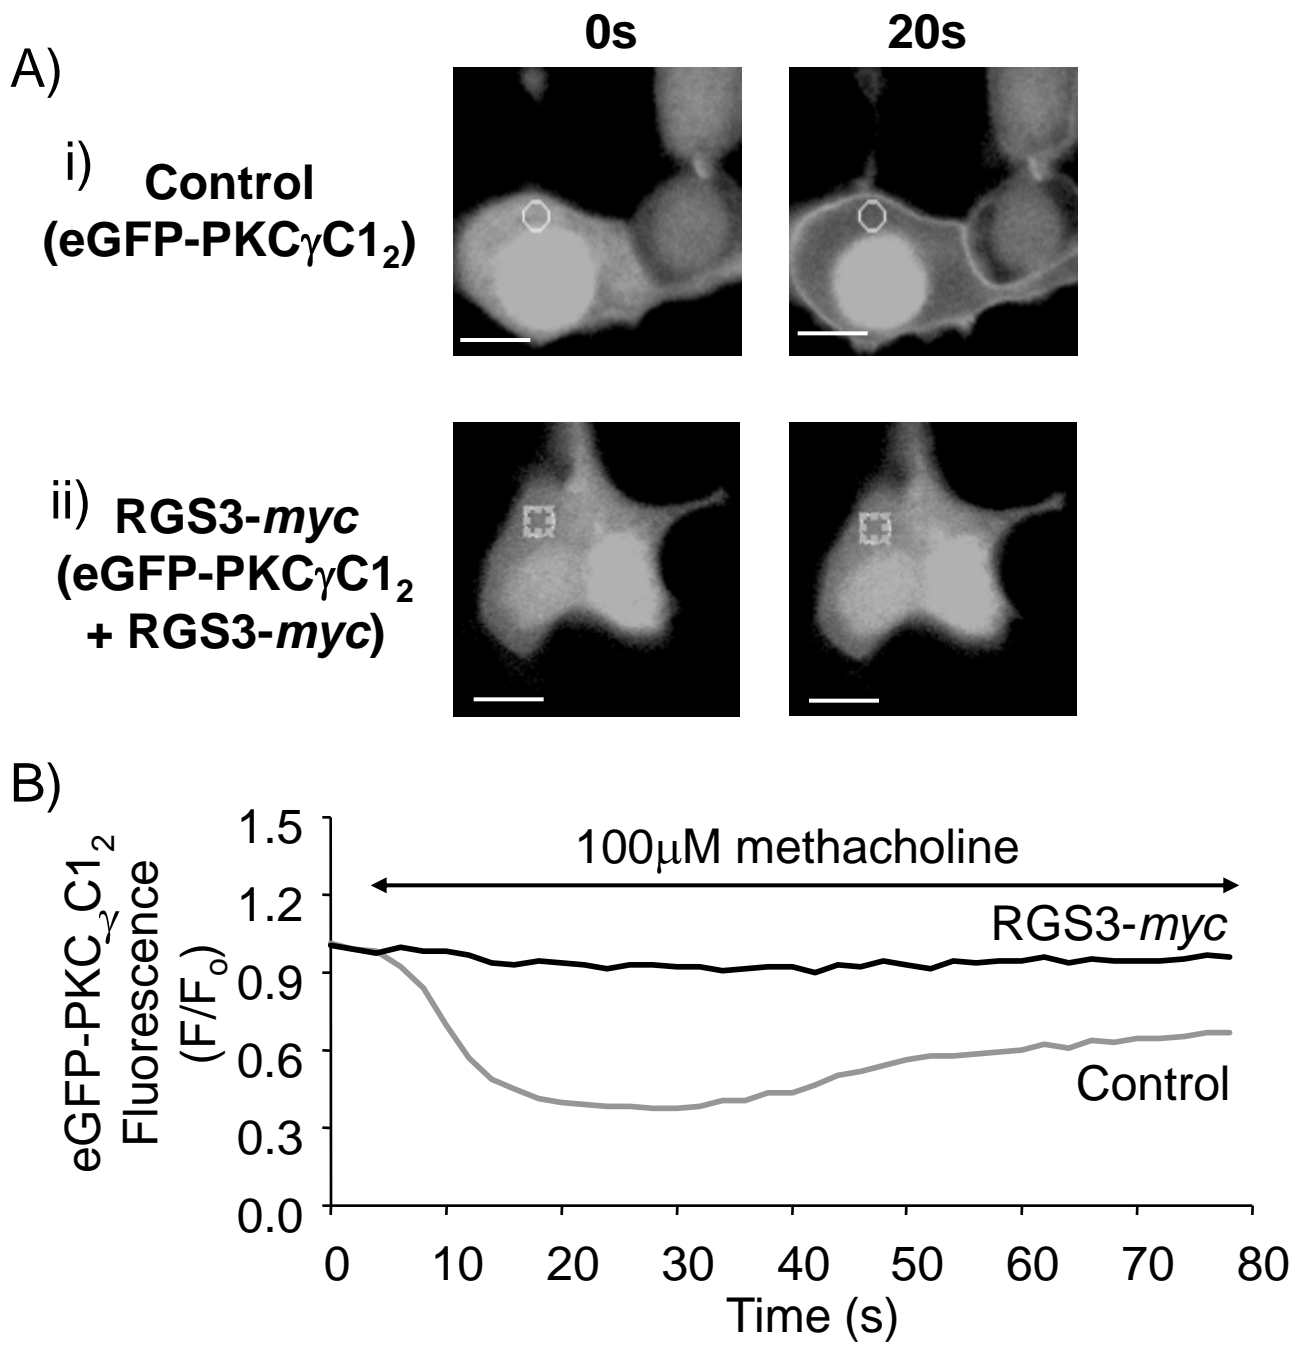 0s 20s
A)
i) Control
(eGFP-PKCγC1₂)
ii) RGS3-myc
(eGFP-PKCγC1₂
+ RGS3-myc)
B)
eGFP-PKCγC1₂
Fluorescence
(F/Fₒ)
1.5
1.2
0.9
0.6
0.3
0.0
100μM methacholine
RGS3-myc
Control
0 10 20 30 40 50 60 70 80
Time (s)